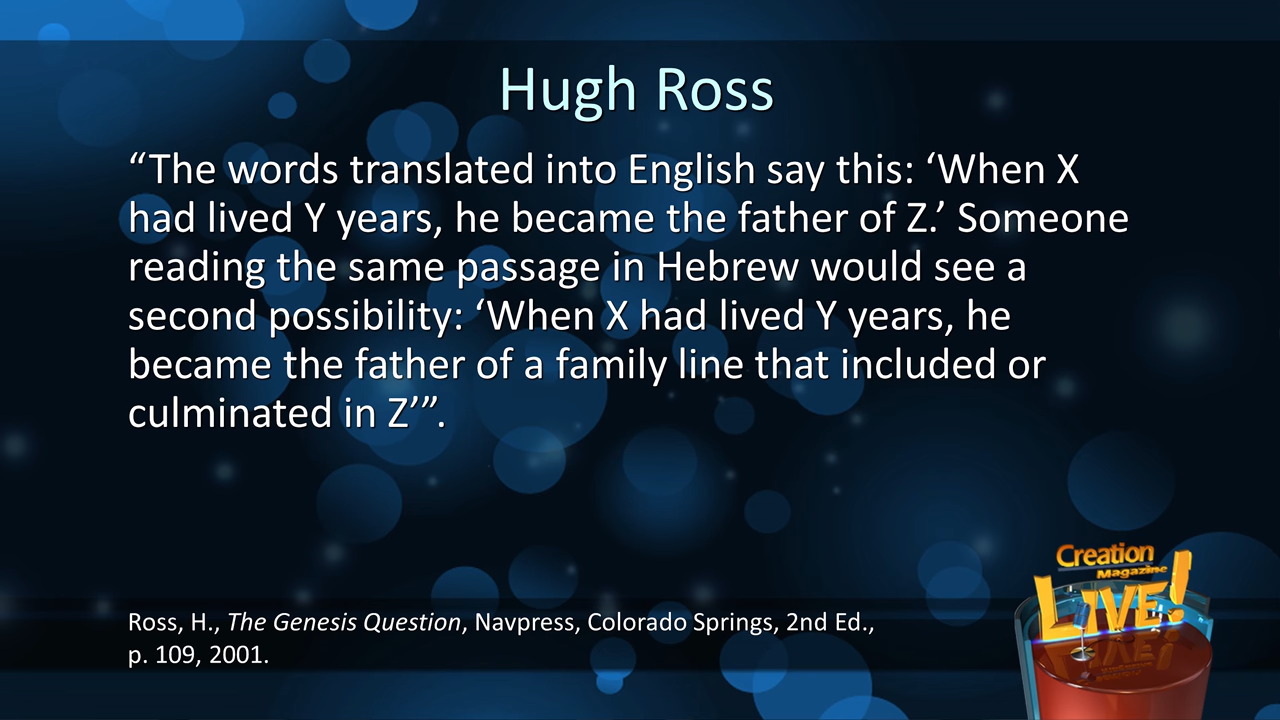 Hugh Ross
“The words translated into English say this: ‘When X
had lived Y years, he became the father of Z.’ Someone
reading the same passage in Hebrew would see a
second possibility: ‘When X had lived Y years, he
became the father of a family line that included or
culminated in Z’”.
Ross, H., The Genesis Question, Navpress, Colorado Springs, 2nd Ed.,
p. 109, 2001.
Creation
Magazine
LIVE!